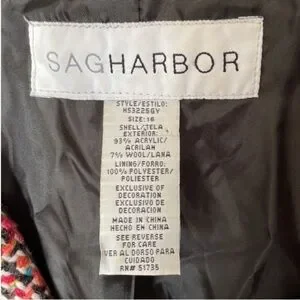 SAGHARBOR
STYLE/ESTILO:
HS3225GY
SIZE: 16
SHELL/TELA
EXTERIOR:
93% ACRYLIC/
ACRILAN
7% WOOL/LANA
LINING/FORRO:
100% POLYESTER/
POLIESTER
EXCLUSIVE OF
DECORATION
EXCLUSIVO DE
DECORACION
MADE IN CHINA
HECHO EN CHINA
SEE REVERSE
FOR CARE
VER AL DORSO PARA
CUIDADO
RN# 51735